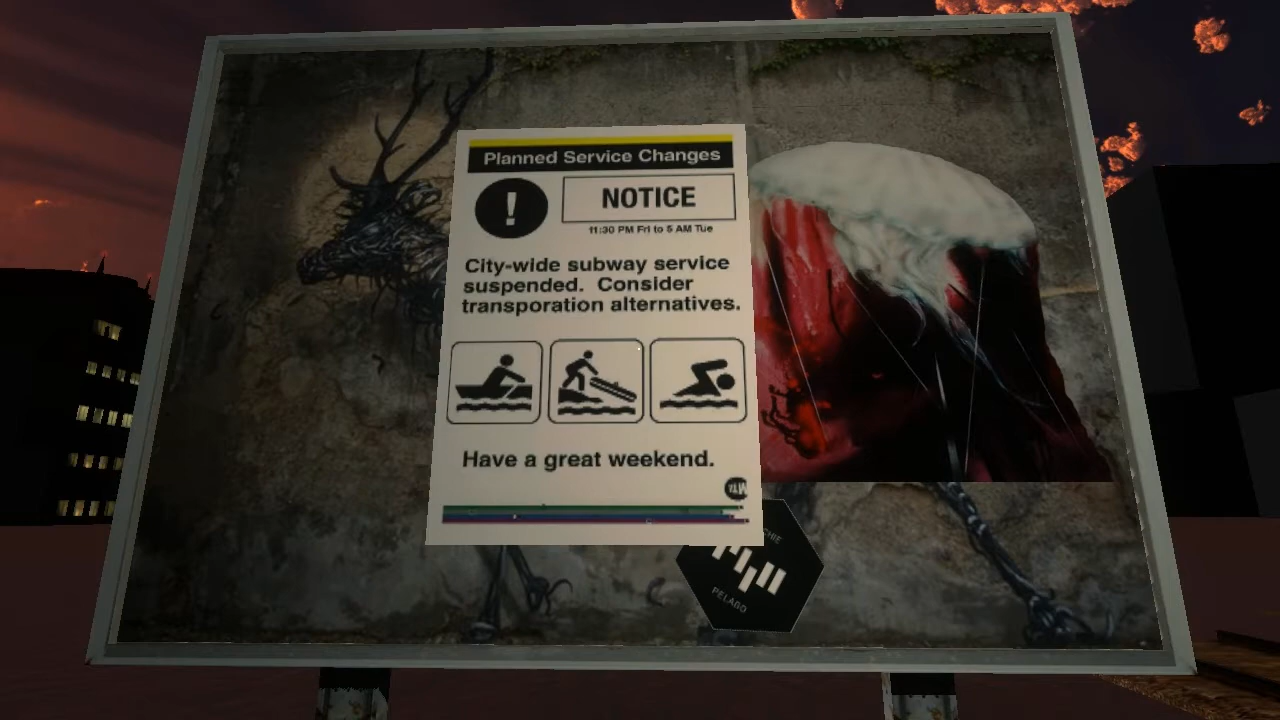 Planned Service Changes
!
NOTICE
11:30 PM Fri to 5 AM Tue
City-wide subway service
suspended. Consider
transporation alternatives.
Have a great weekend.
PELAGO